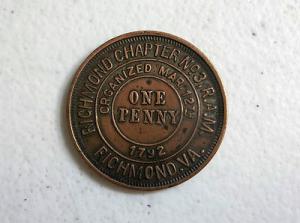 RICHMOND CHAPTER NO. 3, R.A.M.
RICHMOND, VA.
ORGANIZED MAR. 12TH
1792
ONE
PENNY